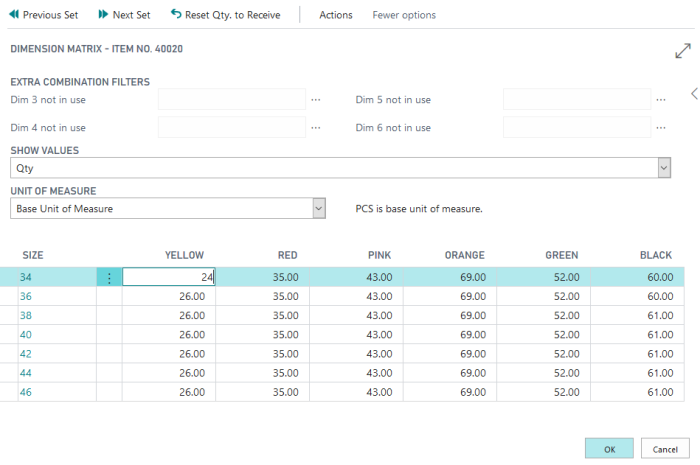 Previous Set Next Set Reset Qty. to Receive Actions Fewer options
DIMENSION MATRIX - ITEM NO. 40020
EXTRA COMBINATION FILTERS
Dim 3 not in use ... Dim 5 not in use ...
Dim 4 not in use ... Dim 6 not in use ...
SHOW VALUES
Qty
UNIT OF MEASURE
Base Unit of Measure PCS is base unit of measure.
SIZE YELLOW RED PINK ORANGE GREEN BLACK
34 24 35.00 43.00 69.00 52.00 60.00
36 26.00 35.00 43.00 69.00 52.00 60.00
38 26.00 35.00 43.00 69.00 52.00 61.00
40 26.00 35.00 43.00 69.00 52.00 61.00
42 26.00 35.00 43.00 69.00 52.00 61.00
44 26.00 35.00 43.00 69.00 52.00 61.00
46 26.00 35.00 43.00 69.00 52.00 61.00
OK Cancel